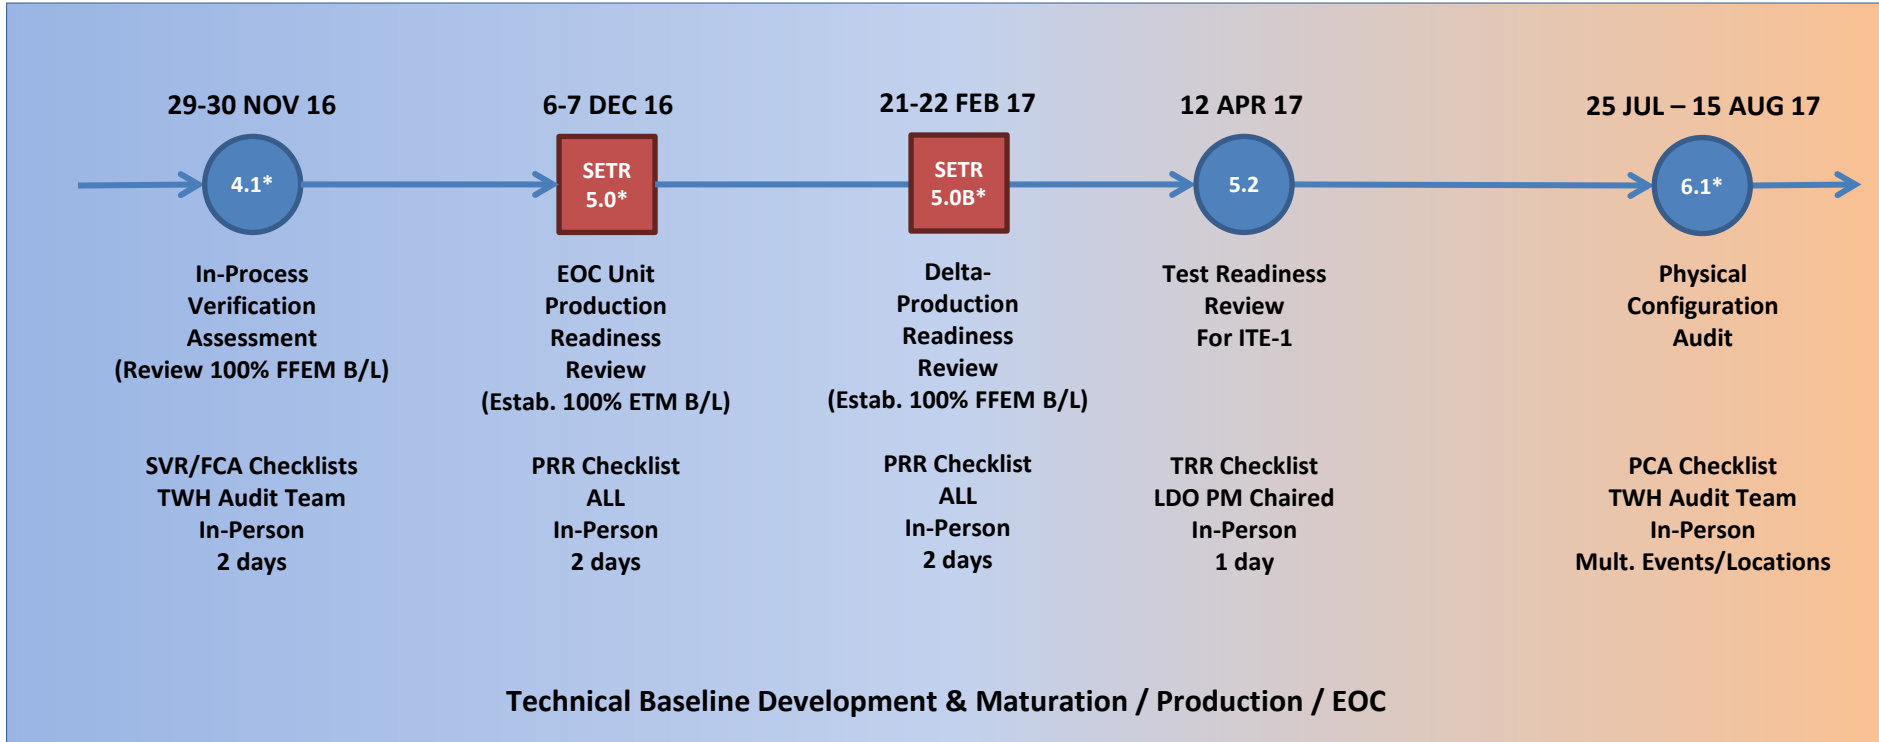 29-30 NOV 16
6-7 DEC 16
21-22 FEB 17
12 APR 17
25 JUL – 15 AUG 17
4.1*
SETR
5.0*
SETR
5.0B*
5.2
6.1*
In-Process
Verification
Assessment
(Review 100% FFEM B/L)
EOC Unit
Production
Readiness
Review
(Estab. 100% ETM B/L)
Delta-
Production
Readiness
Review
(Estab. 100% FFEM B/L)
Test Readiness
Review
For ITE-1
Physical
Configuration
Audit
SVR/FCA Checklists
TWH Audit Team
In-Person
2 days
PRR Checklist
ALL
In-Person
2 days
PRR Checklist
ALL
In-Person
2 days
TRR Checklist
LDO PM Chaired
In-Person
1 day
PCA Checklist
TWH Audit Team
In-Person
Mult. Events/Locations
Technical Baseline Development & Maturation / Production / EOC